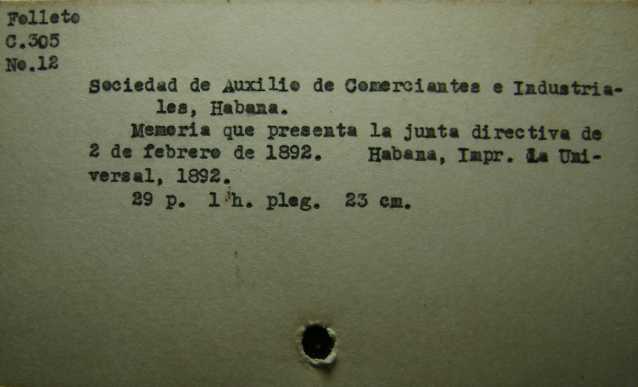 Folleto
C.305
No.12
Sociedad de Auxilio de Comerciantes e Industria-
les, Habana.
Memoria que presenta la junta directiva de
2 de febrero de 1892. Habana, Impr. La Uni-
versal, 1892.
29 p. 1 h. pleg. 23 cm.